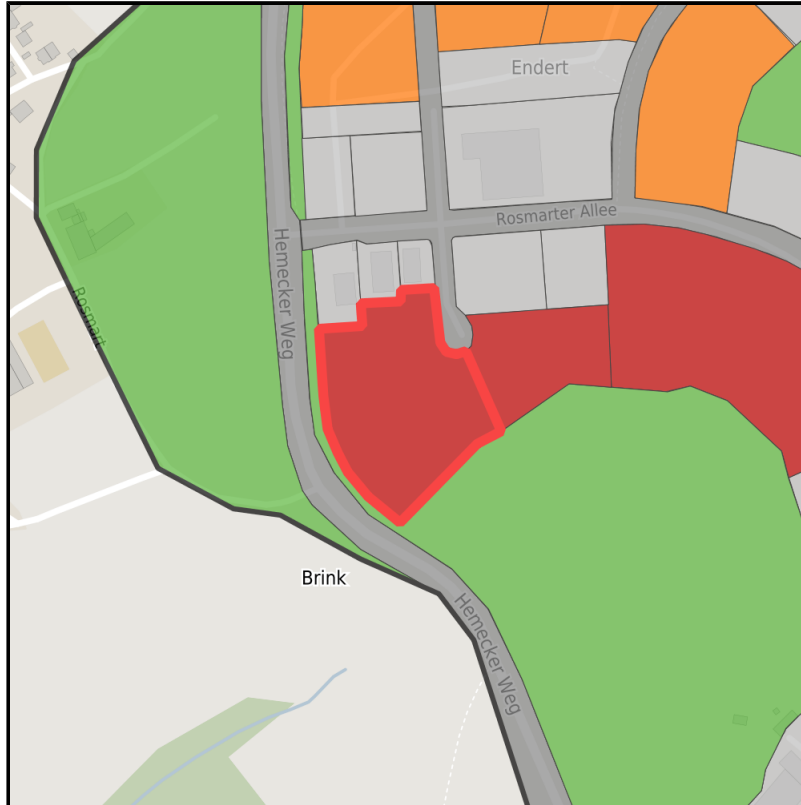 Endert
Rosmarter Allee
Hemecker Weg
Rosmart
Brink
Hemecker Weg